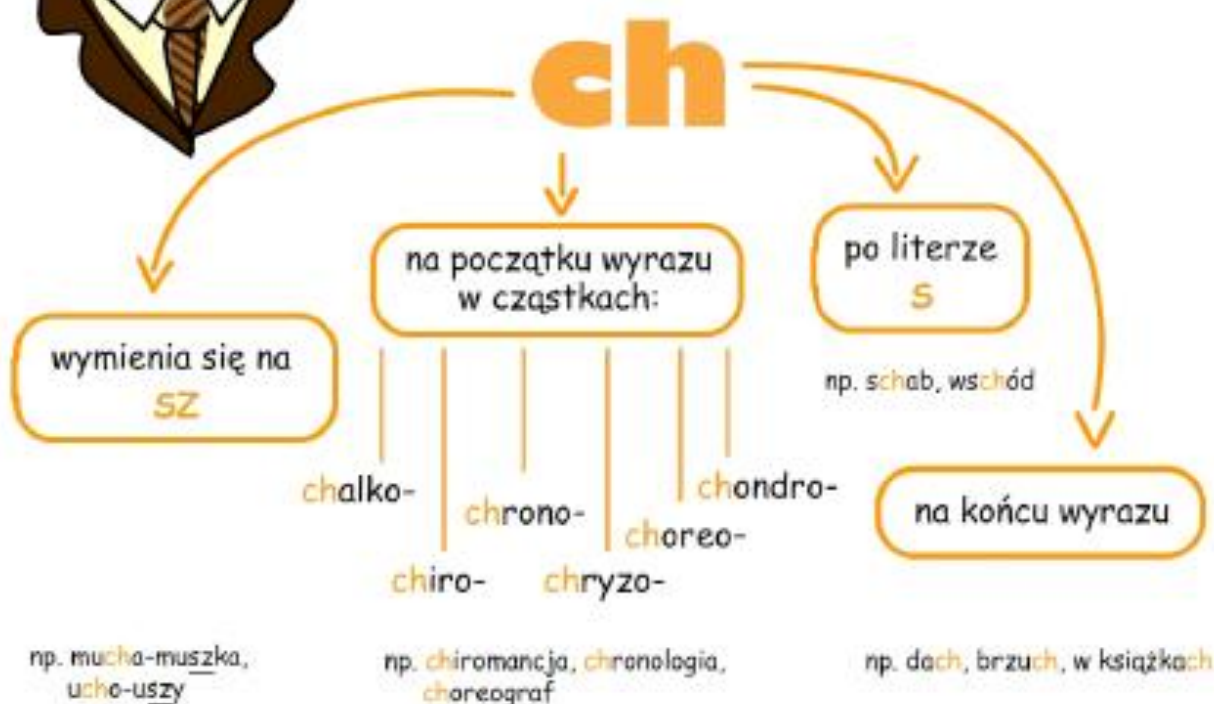 ch
wymienia się na
sz
np. mucha-muszka,
ucho-uszy
na początku wyrazu
w cząstkach:
chalko-
chiro-
chrono-
chryzo-
choreo-
chondro-
np. chiromancja, chronologia,
choreograf
po literze
s
np. schab, wschód
na końcu wyrazu
np. dach, brzuch, w książkach